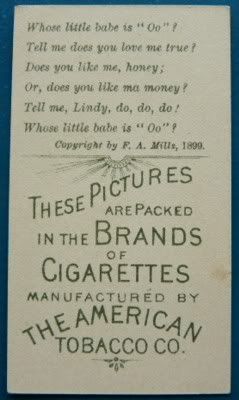 Whose little babe is "Oo"?
Tell me does you love me true?
Does you like me, honey;
Or, does you like ma money?
Tell me, Lindy, do, do, do!
Whose little babe is "Oo"?
Copyright by F. A. Mills, 1899.
THESE PICTURES
ARE PACKED
IN THE BRANDS
OF
CIGARETTES
MANUFACTURED BY
THE AMERICAN
TOBACCO CO.